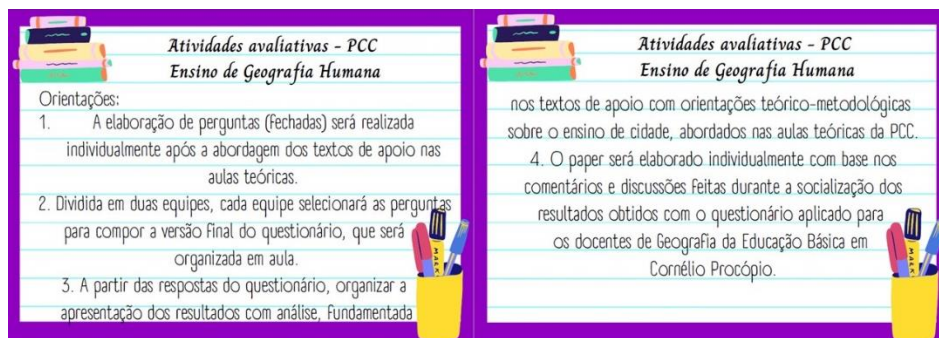 Atividades avaliativas - PCC
Ensino de Geografia Humana
Orientações:
1. A elaboração de perguntas (fechadas) será realizada
individualmente após a abordagem dos textos de apoio nas
aulas teóricas.
2. Dividida em duas equipes, cada equipe selecionará as perguntas
para compor a versão final do questionário, que será
organizada em aula.
3. A partir das respostas do questionário, organizar a
apresentação dos resultados com análise, fundamentada
Atividades avaliativas - PCC
Ensino de Geografia Humana
nos textos de apoio com orientações teórico-metodológicas
sobre o ensino de cidade, abordados nas aulas teóricas da PCC.
4. O paper será elaborado individualmente com base nos
comentários e discussões feitas durante a socialização dos
resultados obtidos com o questionário aplicado para
os docentes de Geografia da Educação Básica em
Cornélio Procópio.